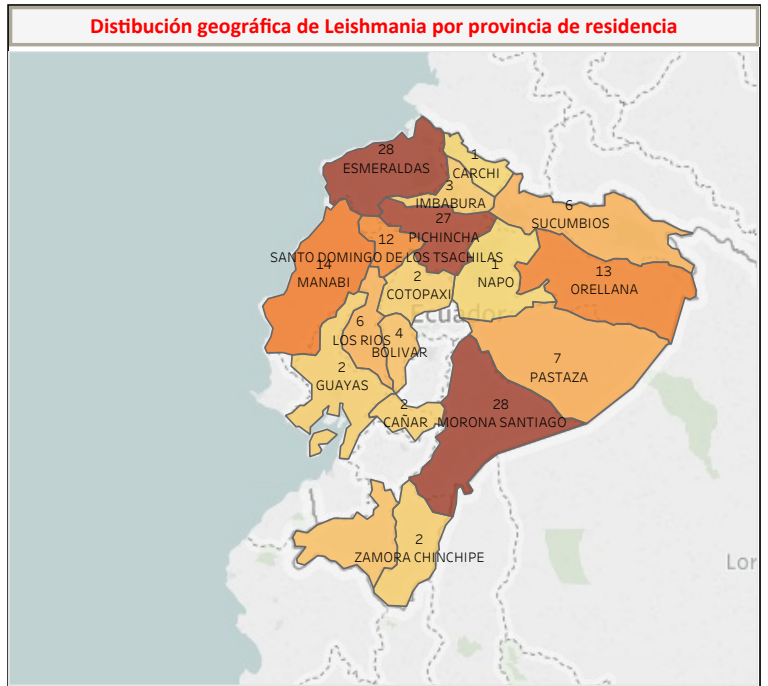 Distibución geográfica de Leishmania por provincia de residencia
28
ESMERALDAS
1
CARCHI
3
IMBABURA
6
SUCUMBIOS
27
PICHINCHA
12
SANTO DOMINGO DE LOS TSACHILAS
14
MANABI
1
NAPO
13
ORELLANA
2
COTOPAXI
Ecuador
6
LOS RIOS
4
BOLIVAR
2
GUAYAS
7
PASTAZA
2
CAÑAR
28
MORONA SANTIAGO
2
ZAMORA CHINCHIPE
Lor